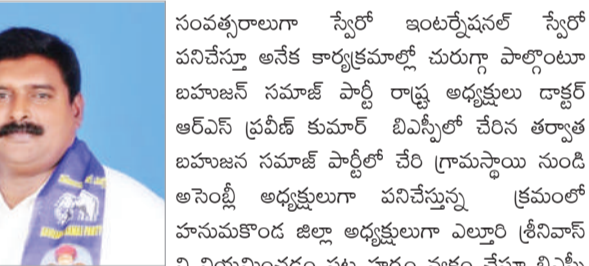 సంవత్సరాలుగా స్వేరో ఇంటర్నేషనల్ స్వేరో
పనిచేస్తూ అనేక కార్యక్రమాల్లో చురుగ్గా పాల్గొంటూ
బహుజన్ సమాజ్ పార్టీ రాష్ట్ర అధ్యక్షులు డాక్టర్
ఆర్ఎస్ ప్రవీణ్ కుమార్ బిఎస్పీలో చేరిన తర్వాత
బహుజన సమాజ్ పార్టీలో చేరి గ్రామస్థాయి నుండి
అసెంబ్లీ అధ్యక్షులుగా పనిచేస్తున్న క్రమంలో
హనుమకొండ జిల్లా అధ్యక్షులుగా ఎల్తూరి శ్రీనివాస్